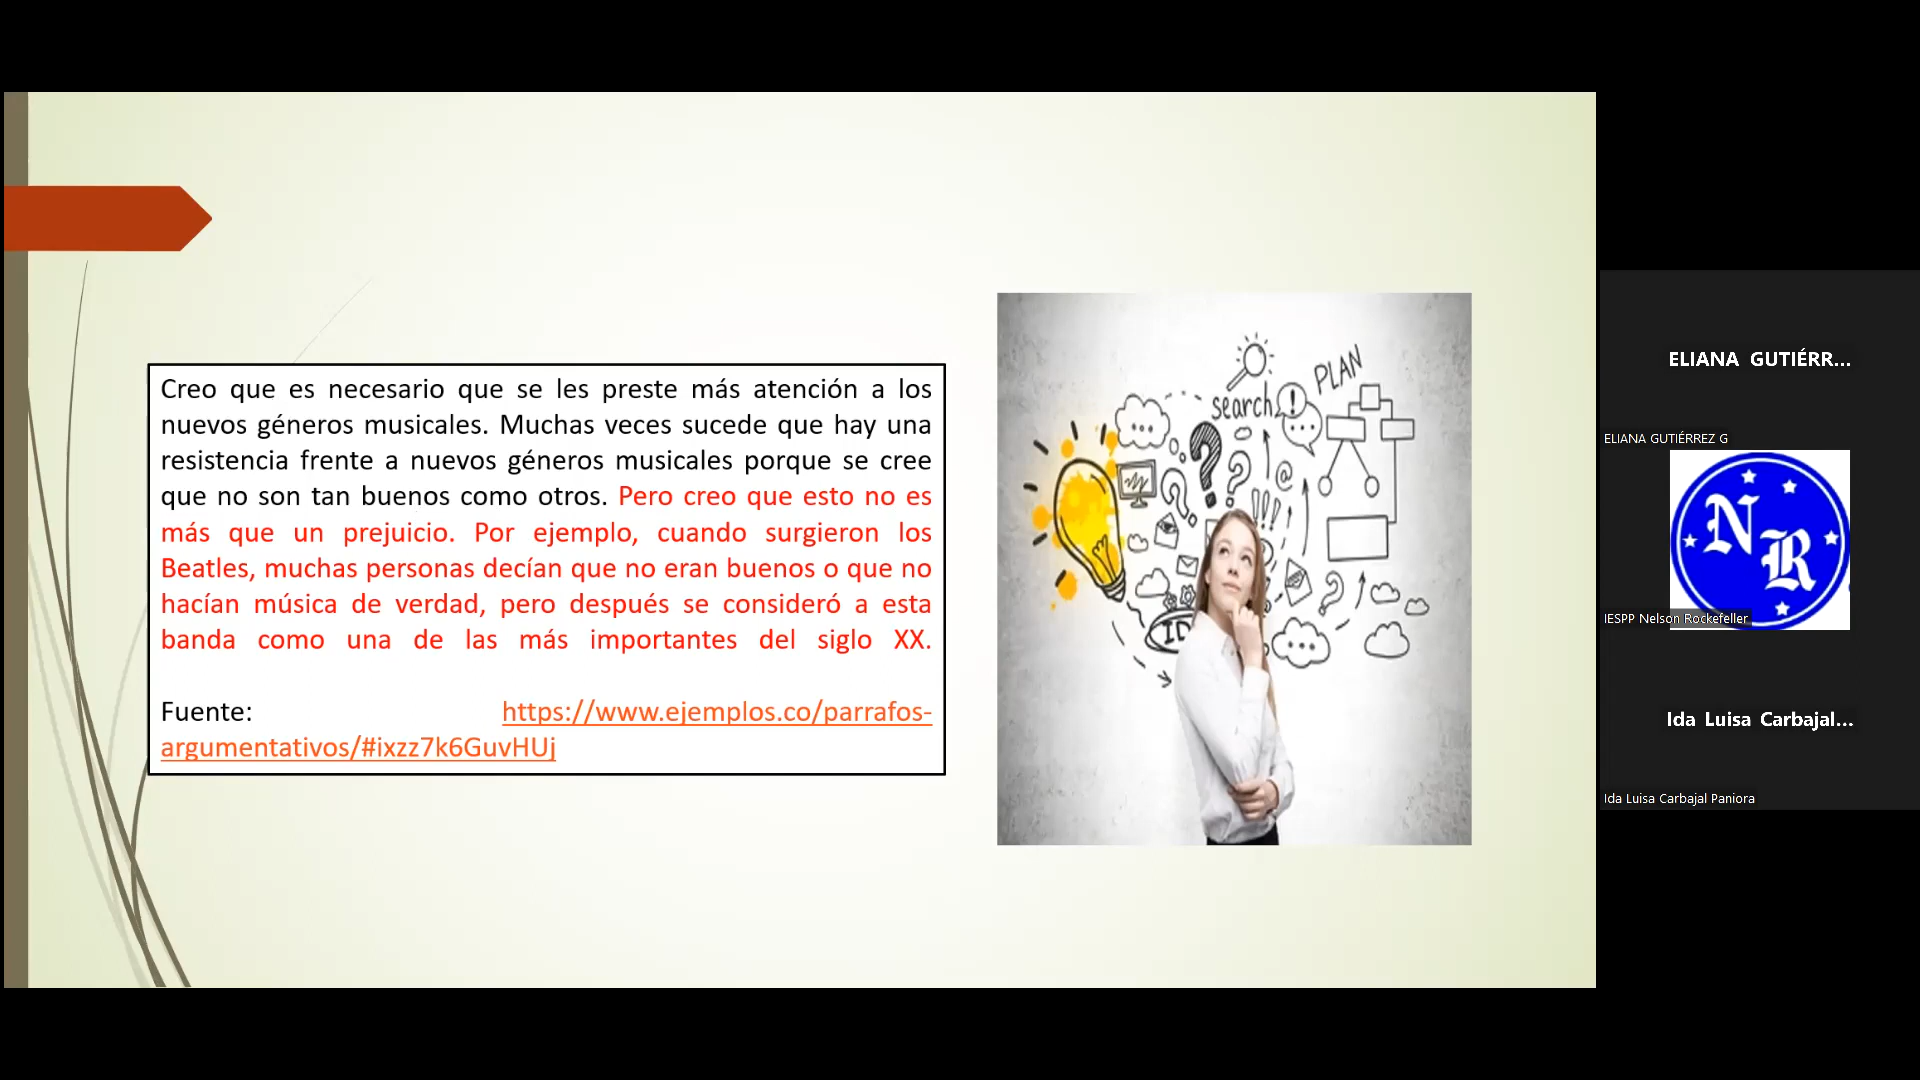 Creo que es necesario que se les preste más atención a los
nuevos géneros musicales. Muchas veces sucede que hay una
resistencia frente a nuevos géneros musicales porque se cree
que no son tan buenos como otros. Pero creo que esto no es
más que un prejuicio. Por ejemplo, cuando surgieron los
Beatles, muchas personas decían que no eran buenos o que no
hacían música de verdad, pero después se consideró a esta
banda como una de las más importantes del siglo XX.
Fuente: https://www.ejemplos.co/parrafos-
argumentativos/#ixzz7k6GuvHUj
search
PLAN
ELIANA GUTIÉRR...
ELIANA GUTIÉRREZ G
N
R
IESPP Nelson Rockefeller
Ida Luisa Carbajal...
Ida Luisa Carbajal Paniora